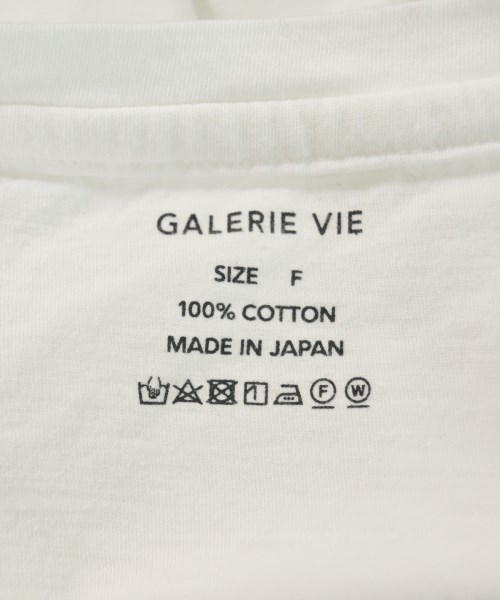 GALERIE VIE
SIZE F
100% COTTON
MADE IN JAPAN
F W